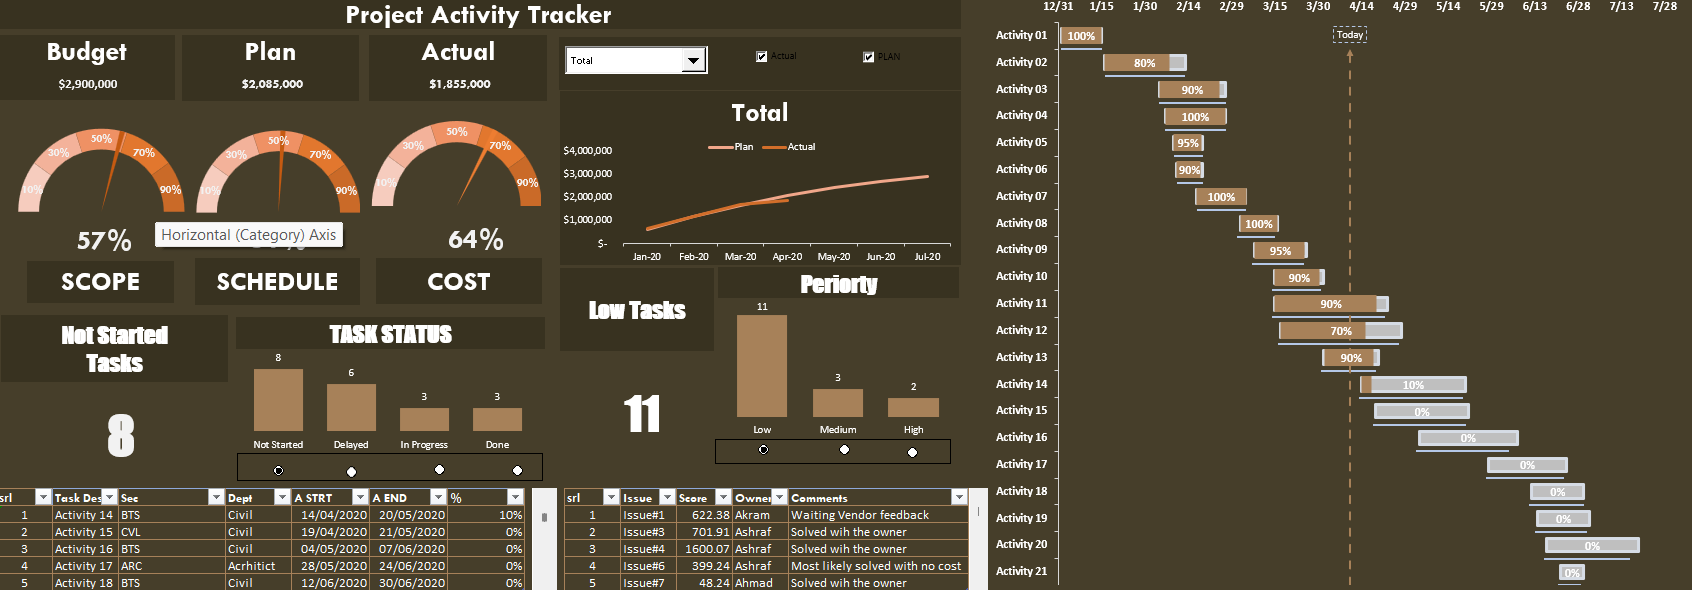 Project Activity Tracker
Budget
$2,900,000
Plan
$2,085,000
Actual
$1,855,000
Total
Actual
PLAN
10%
30%
50%
70%
90%
57%
SCOPE
10%
30%
50%
70%
90%
Horizontal (Category) Axis
SCHEDULE
10%
30%
50%
70%
90%
64%
COST
Total
Plan Actual
$4,000,000
$3,000,000
$2,000,000
$1,000,000
$-
Jan-20 Feb-20 Mar-20 Apr-20 May-20 Jun-20 Jul-20
Not Started
Tasks
8
TASK STATUS
8 6 3 3
Not Started Delayed In Progress Done
Low Tasks
11
Periorty
11 3 2
Low Medium High
srl Task Des Sec Dept A STRT A END %
1 Activity 14 BTS Civil 14/04/2020 20/05/2020 10%
2 Activity 15 CVL Civil 19/04/2020 21/05/2020 0%
3 Activity 16 BTS Civil 04/05/2020 07/06/2020 0%
4 Activity 17 ARC Acrhitict 28/05/2020 24/06/2020 0%
5 Activity 18 BTS Civil 12/06/2020 30/06/2020 0%
srl Issue Score Owner Comments
1 Issue#1 622.38 Akram Waiting Vendor feedback
2 Issue#3 701.91 Ashraf Solved wih the owner
3 Issue#4 1600.07 Ashraf Solved wih the owner
4 Issue#6 399.24 Ashraf Most likely solved with no cost
5 Issue#7 48.24 Ahmad Solved wih the owner
12/31 1/15 1/30 2/14 2/29 3/15 3/30 4/14 4/29 5/14 5/29 6/13 6/28 7/13 7/28
Today
Activity 01 100%
Activity 02 80%
Activity 03 90%
Activity 04 100%
Activity 05 95%
Activity 06 90%
Activity 07 100%
Activity 08 100%
Activity 09 95%
Activity 10 90%
Activity 11 90%
Activity 12 70%
Activity 13 90%
Activity 14 10%
Activity 15 0%
Activity 16 0%
Activity 17 0%
Activity 18 0%
Activity 19 0%
Activity 20 0%
Activity 21 0%